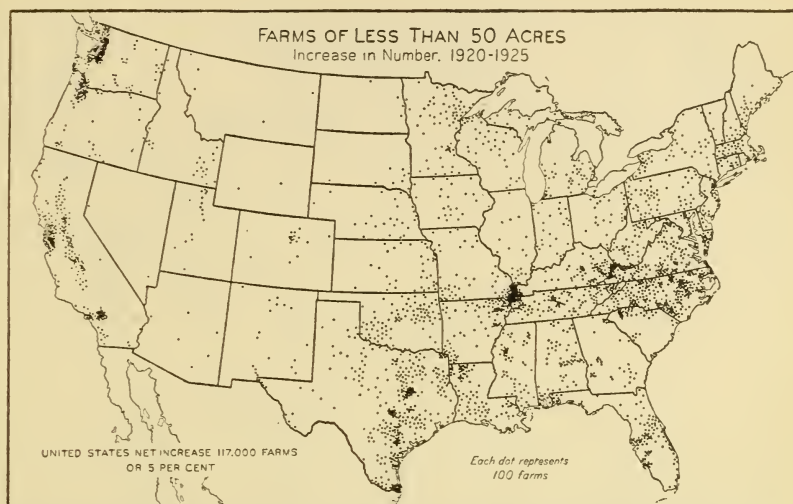 FARMS OF LESS THAN 50 ACRES
Increase in Number, 1920-1925
UNITED STATES NET INCREASE 117,000 FARMS
OR 5 PER CENT
Each dot represents
100 farms